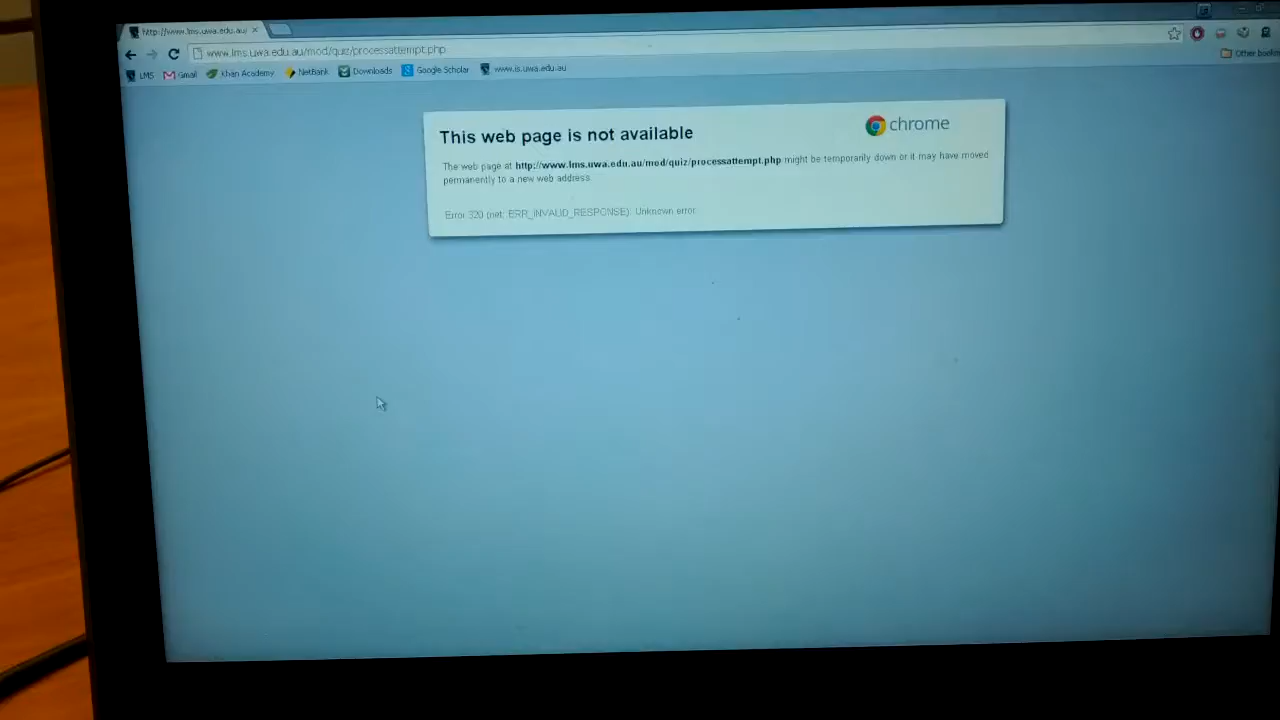 http://www.lms.uwa.edu.au/
www.lms.uwa.edu.au/mod/quiz/processattempt.php
LMS Gmail Khan Academy NetBank Downloads Google Scholar www.is.uwa.edu.au Other
This web page is not available
chrome
The web page at http://www.lms.uwa.edu.au/mod/quiz/processattempt.php might be temporarily down or it may have moved
permanently to a new web address.
Error 320 (net: ERR_INVALID_RESPONSE): Unknown error.